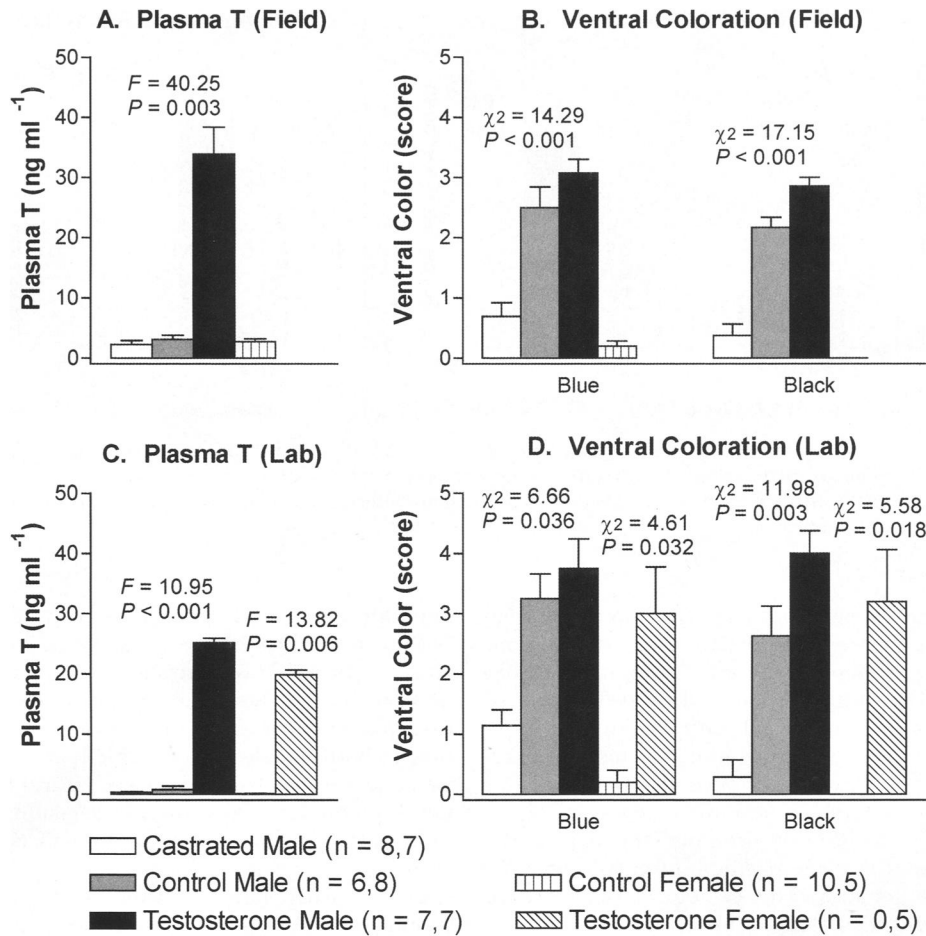 A. Plasma T (Field)
Plasma T (ng ml -1)
50
40
30
20
10
0
F = 40.25
P = 0.003
B. Ventral Coloration (Field)
Ventral Color (score)
5
4
3
2
1
0
χ2 = 14.29
P < 0.001
χ2 = 17.15
P < 0.001
Blue
Black
C. Plasma T (Lab)
Plasma T (ng ml -1)
50
40
30
20
10
0
F = 10.95
P < 0.001
F = 13.82
P = 0.006
D. Ventral Coloration (Lab)
Ventral Color (score)
5
4
3
2
1
0
χ2 = 6.66
P = 0.036
χ2 = 4.61
P = 0.032
χ2 = 11.98
P = 0.003
χ2 = 5.58
P = 0.018
Blue
Black
Castrated Male (n = 8,7)
Control Male (n = 6,8)
Testosterone Male (n = 7,7)
Control Female (n = 10,5)
Testosterone Female (n = 0,5)